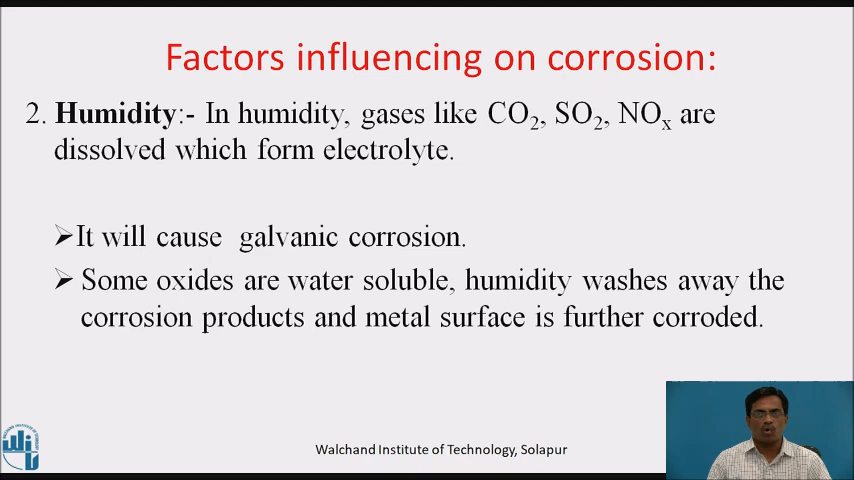 Factors influencing on corrosion:
2. Humidity:- In humidity, gases like CO₂, SO₂, NOₓ are
dissolved which form electrolyte.
➢It will cause galvanic corrosion.
➢ Some oxides are water soluble, humidity washes away the
corrosion products and metal surface is further corroded.
Walchand Institute of Technology, Solapur